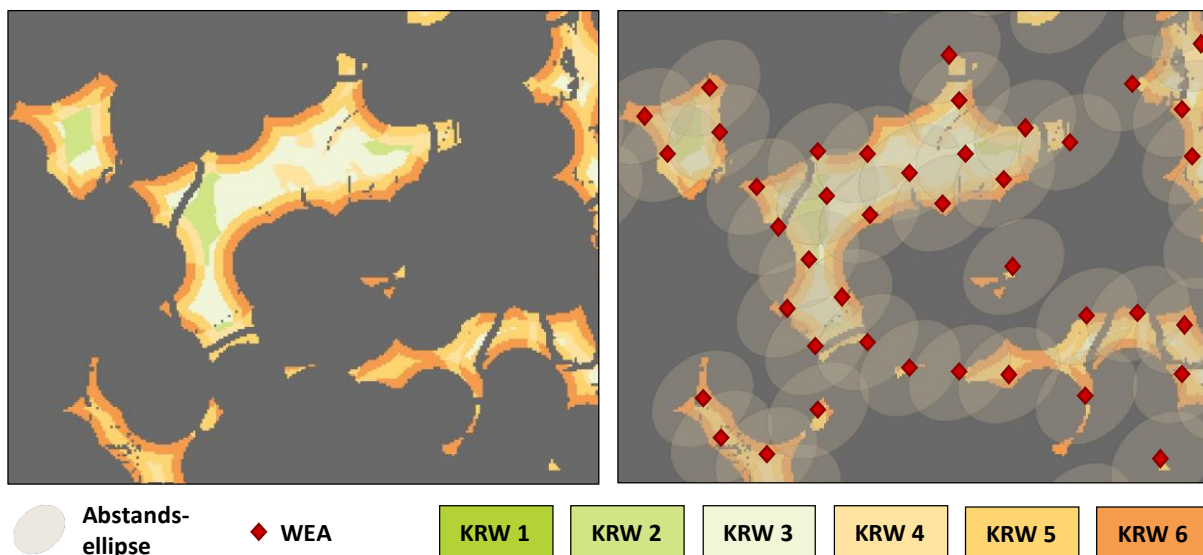 Abstands-
ellipse
WEA
KRW 1
KRW 2
KRW 3
KRW 4
KRW 5
KRW 6